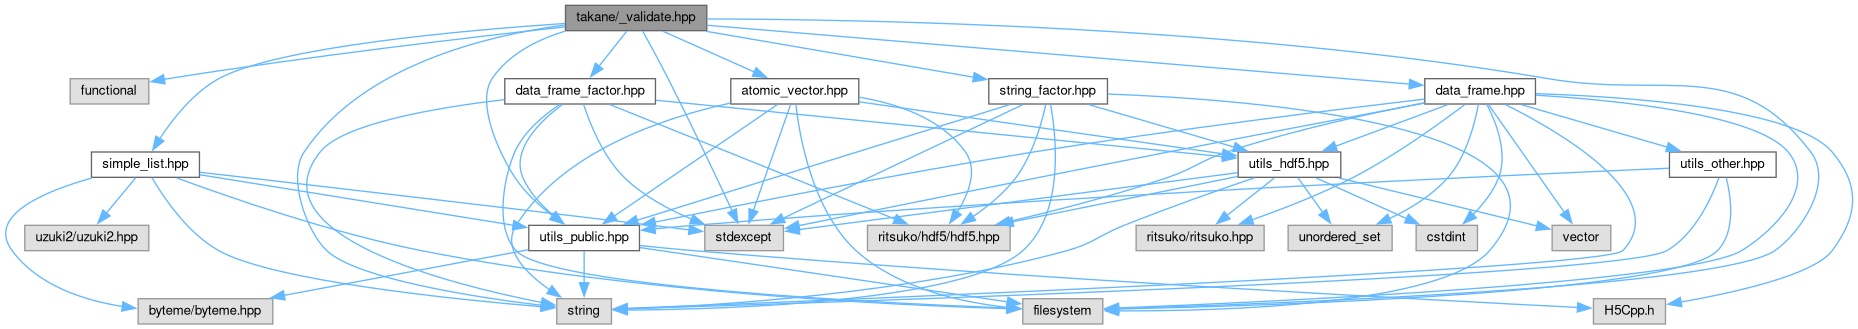 takane/_validate.hpp
functional
data_frame_factor.hpp
atomic_vector.hpp
string_factor.hpp
data_frame.hpp
simple_list.hpp
utils_hdf5.hpp
utils_other.hpp
uzuki2/uzuki2.hpp
utils_public.hpp
stdexcept
ritsuko/hdf5/hdf5.hpp
ritsuko/ritsuko.hpp
unordered_set
cstdint
vector
byteme/byteme.hpp
string
filesystem
H5Cpp.h